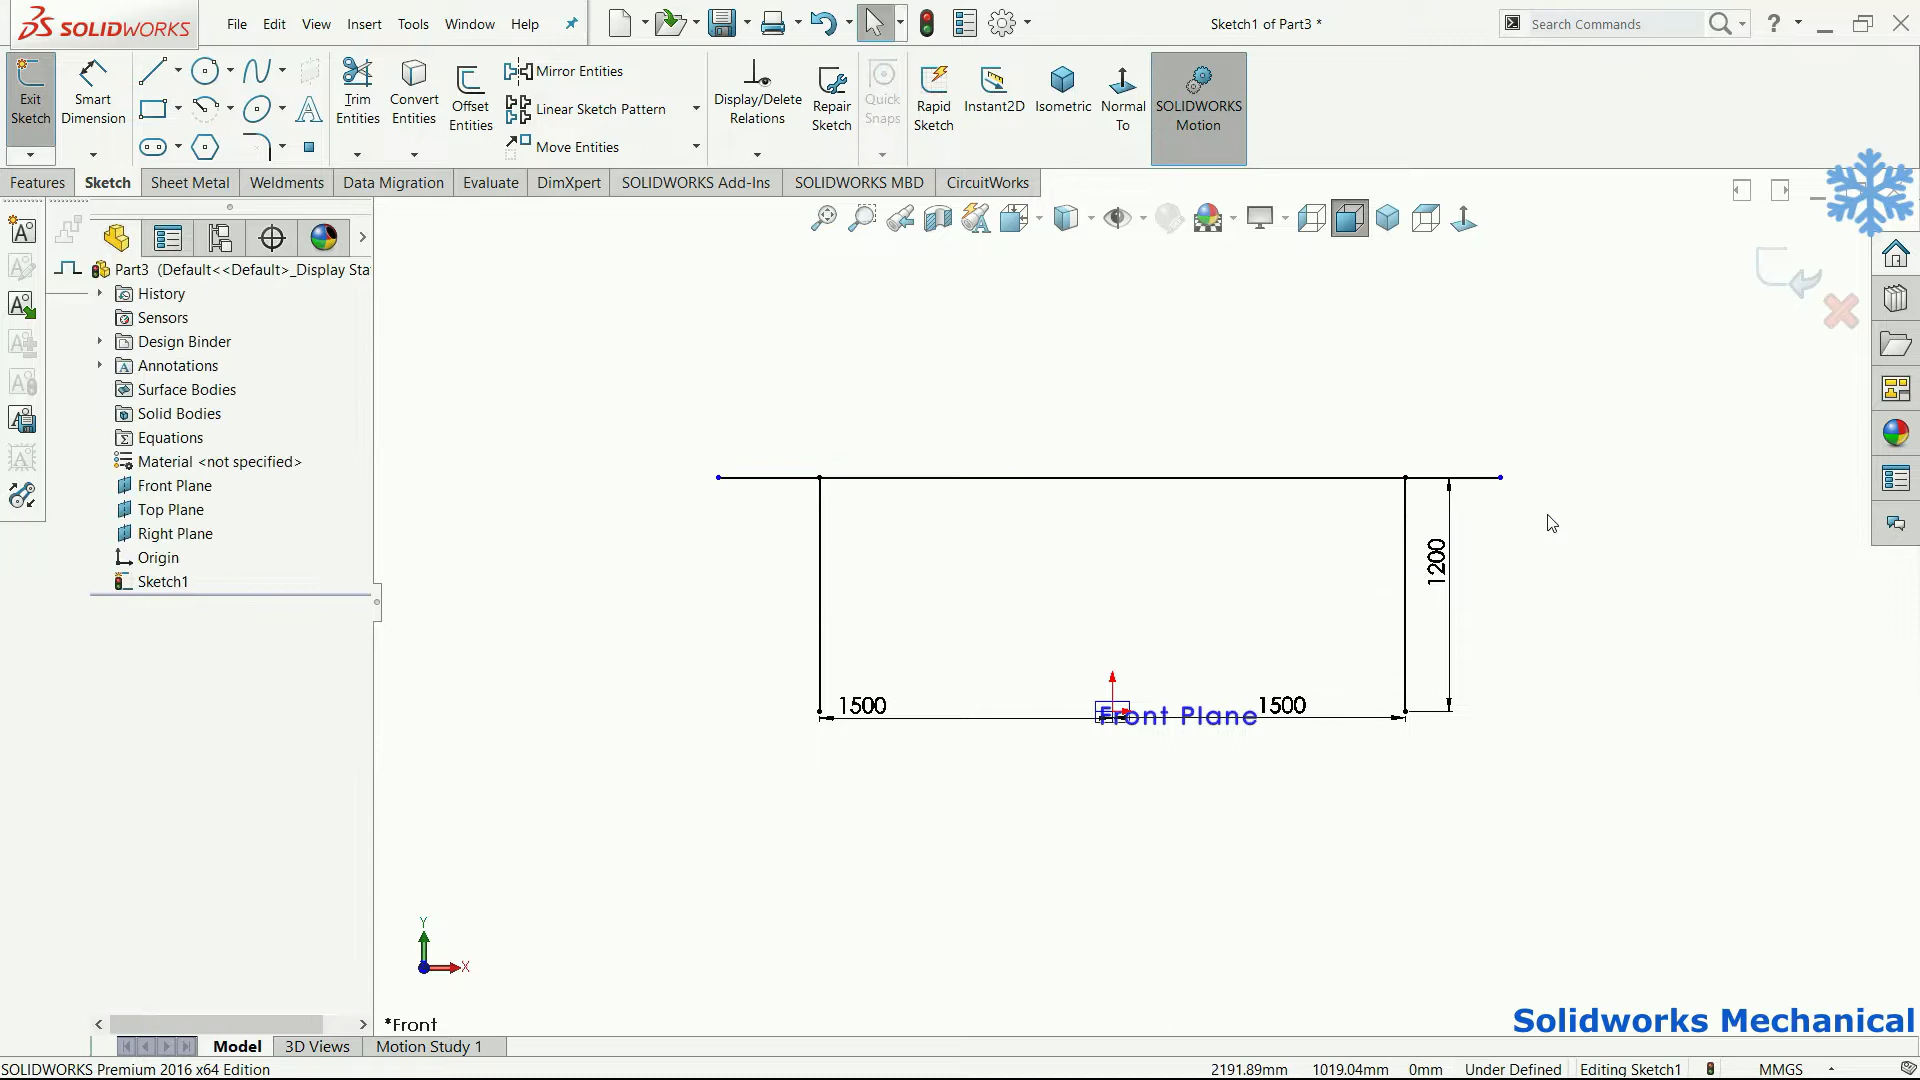 SOLIDWORKS
File Edit View Insert Tools Window Help
Sketch1 of Part3 *
Search Commands
Exit Sketch
Smart Dimension
Trim Entities
Convert Entities
Offset Entities
Mirror Entities
Linear Sketch Pattern
Move Entities
Display/Delete Relations
Repair Sketch
Quick Snaps
Rapid Sketch
Instant2D
Isometric
Normal To
SOLIDWORKS Motion
Features Sketch Sheet Metal Weldments Data Migration Evaluate DimXpert SOLIDWORKS Add-Ins SOLIDWORKS MBD CircuitWorks
Part3 (Default<<Default>_Display Sta
History
Sensors
Design Binder
Annotations
Surface Bodies
Solid Bodies
Equations
Material <not specified>
Front Plane
Top Plane
Right Plane
Origin
Sketch1
1200
1500
1500
Front Plane
Y
X
*Front
Solidworks Mechanical
Model 3D Views Motion Study 1
SOLIDWORKS Premium 2016 x64 Edition
2191.89mm 1019.04mm 0mm Under Defined Editing Sketch1 MMGS